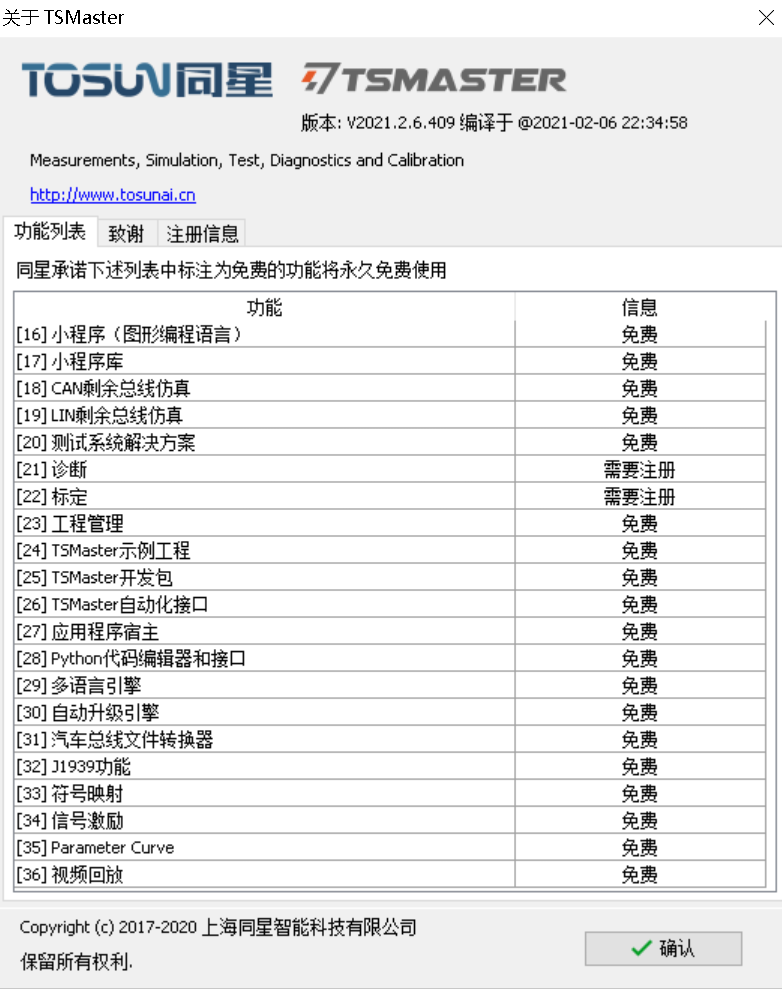 关于 TSMaster
TOSUN同星 TSMASTER
版本: V2021.2.6.409 编译于 @2021-02-06 22:34:58
Measurements, Simulation, Test, Diagnostics and Calibration
http://www.tosunai.cn
功能列表 致谢 注册信息
同星承诺下述列表中标注为免费的功能将永久免费使用
功能 信息
[16] 小程序（图形编程语言） 免费
[17] 小程序库 免费
[18] CAN剩余总线仿真 免费
[19] LIN剩余总线仿真 免费
[20] 测试系统解决方案 免费
[21] 诊断 需要注册
[22] 标定 需要注册
[23] 工程管理 免费
[24] TSMaster示例工程 免费
[25] TSMaster开发包 免费
[26] TSMaster自动化接口 免费
[27] 应用程序宿主 免费
[28] Python代码编辑器和接口 免费
[29] 多语言引擎 免费
[30] 自动升级引擎 免费
[31] 汽车总线文件转换器 免费
[32] J1939功能 免费
[33] 符号映射 免费
[34] 信号激励 免费
[35] Parameter Curve 免费
[36] 视频回放 免费
Copyright (c) 2017-2020 上海同星智能科技有限公司
保留所有权利.
确认